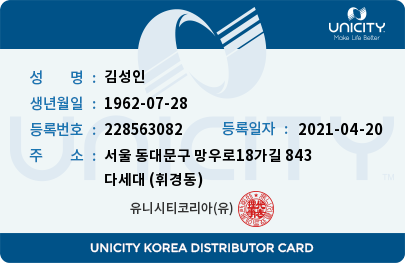 UNICITY
Make Life Better
성 명 : 김성인
생년월일 : 1962-07-28
등록번호 : 228563082 등록일자 : 2021-04-20
주 소 : 서울 동대문구 망우로18가길 843
다세대 (휘경동)
유니시티코리아(유)
UNICITY
UNICITY KOREA DISTRIBUTOR CARD